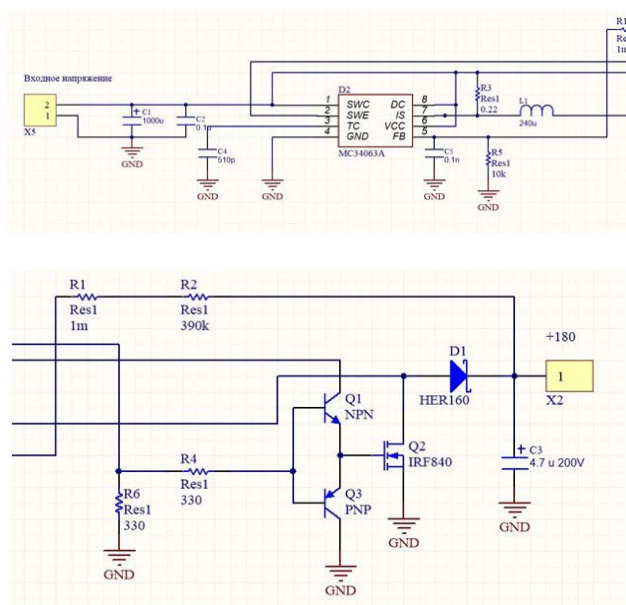 R1
Re
1m
Входное напряжение
2
1
X5
C1
1000u
C2
0.1µ
C4
510p
GND
GND
GND
D2
1
2
3
4
SWC
SWE
TC
GND
DC
IS
VCC
FB
8
7
6
5
MC34063A
R3
Res1
0.22
L1
240u
C5
0.1n
GND
R5
Res1
10k
GND
R1
Res1
1m
R2
Res1
390k
+180
D1
1
X2
HER160
Q1
NPN
Q2
IRF840
C3
4.7 u 200V
R4
Res1
330
R6
Res1
330
Q3
PNP
GND
GND
GND
GND